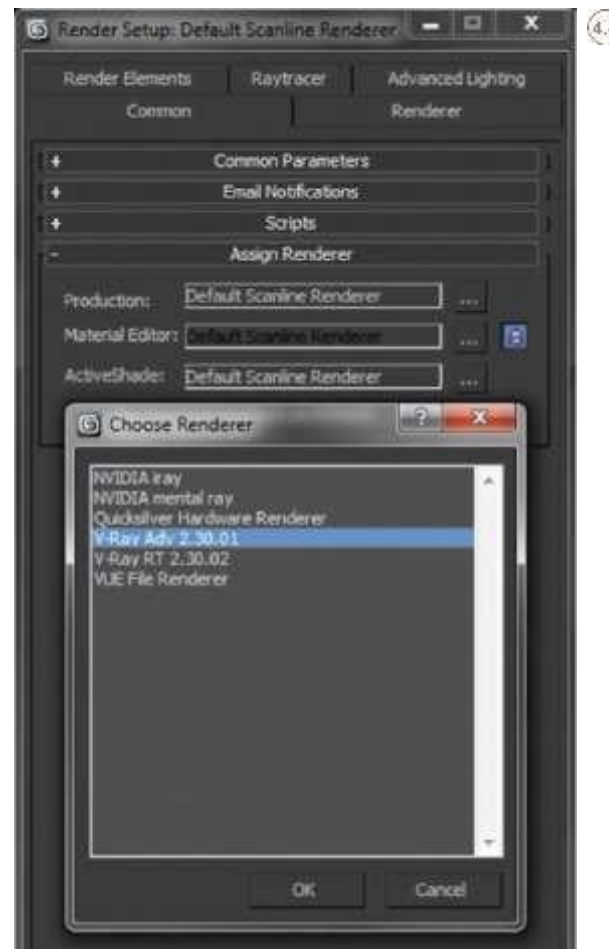 Render Setup: Default Scanline Renderer
Render Elements Raytracer Advanced Lighting
Common Renderer
+ Common Parameters
+ Email Notifications
+ Scripts
- Assign Renderer
Production: Default Scanline Renderer ...
Material Editor: Default Scanline Renderer ...
ActiveShade: Default Scanline Renderer ...
Choose Renderer
NVIDIA iray
NVIDIA mental ray
Quicksilver Hardware Renderer
V-Ray Adv 2.30.01
V-Ray RT 2.30.02
VUE File Renderer
OK Cancel